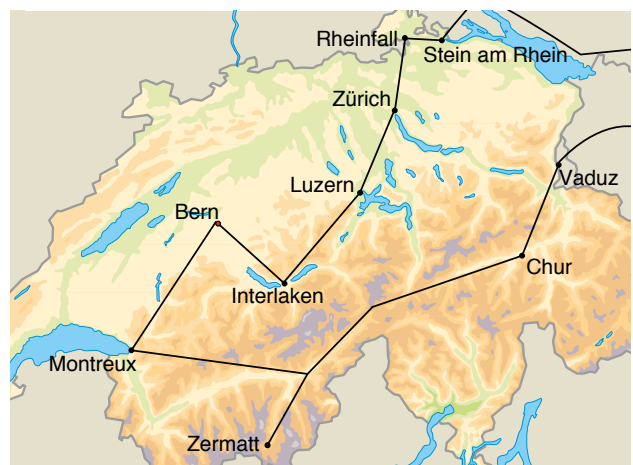 Rheinfall
Stein am Rhein
Zürich
Vaduz
Luzern
Bern
Chur
Interlaken
Montreux
Zermatt